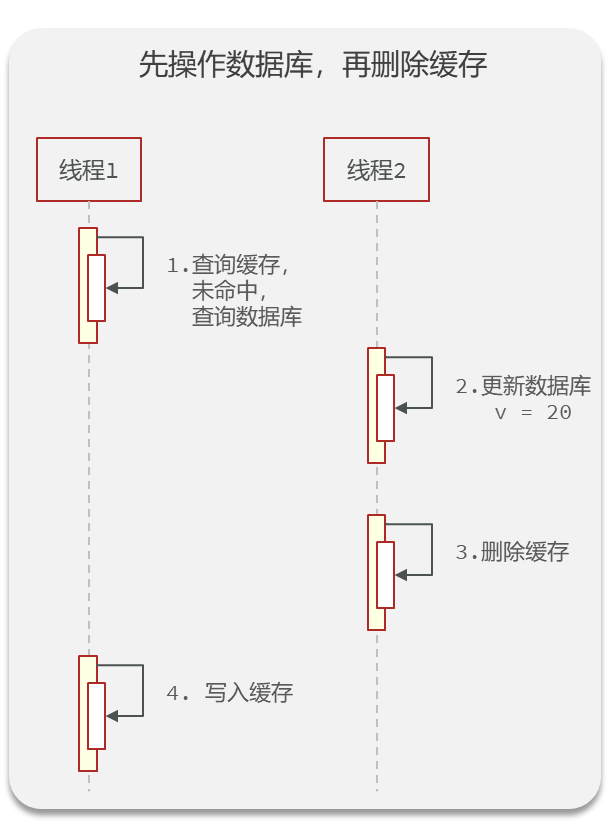 先操作数据库，再删除缓存
线程1
线程2
1.查询缓存，
未命中，
查询数据库
2.更新数据库
v = 20
3.删除缓存
4. 写入缓存